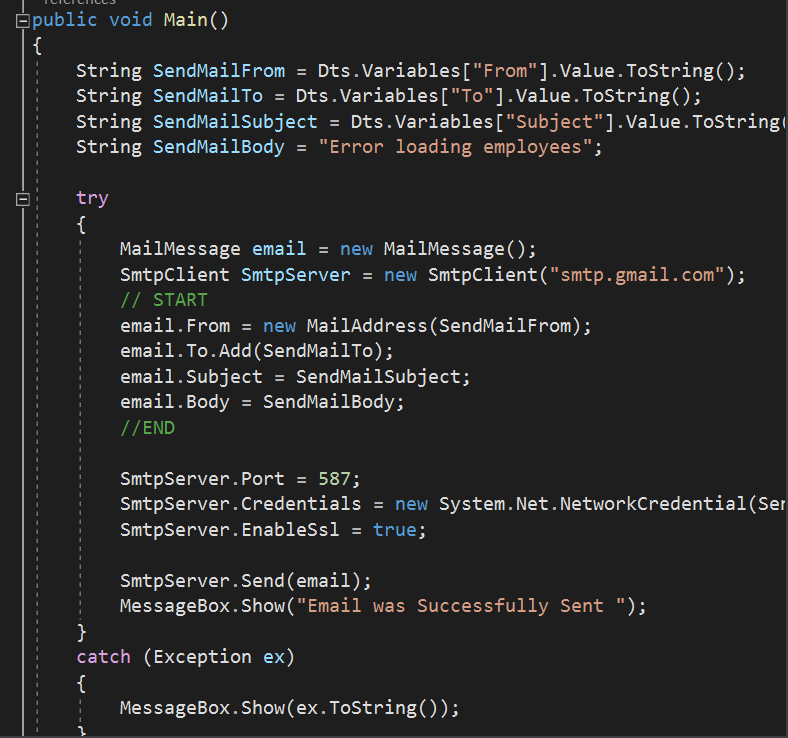 references
public void Main()
{
String SendMailFrom = Dts.Variables["From"].Value.ToString();
String SendMailTo = Dts.Variables["To"].Value.ToString();
String SendMailSubject = Dts.Variables["Subject"].Value.ToString(
String SendMailBody = "Error loading employees";
try
{
MailMessage email = new MailMessage();
SmtpClient SmtpServer = new SmtpClient("smtp.gmail.com");
// START
email.From = new MailAddress(SendMailFrom);
email.To.Add(SendMailTo);
email.Subject = SendMailSubject;
email.Body = SendMailBody;
//END
SmtpServer.Port = 587;
SmtpServer.Credentials = new System.Net.NetworkCredential(Sen
SmtpServer.EnableSsl = true;
SmtpServer.Send(email);
MessageBox.Show("Email was Successfully Sent ");
}
catch (Exception ex)
{
MessageBox.Show(ex.ToString());
}